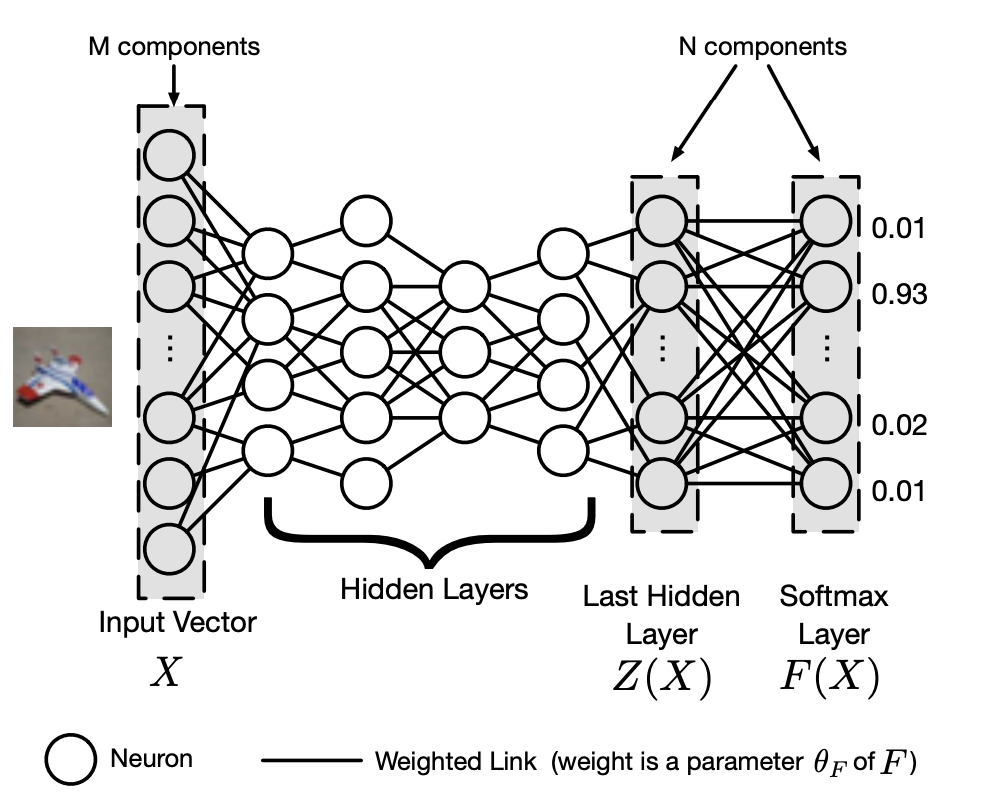 M components
N components
0.01
0.93
⋮ ⋮ ⋮
0.02
0.01
Hidden Layers
Input Vector
X
Last Hidden
Layer
Z(X)
Softmax
Layer
F(X)
Neuron
Weighted Link (weight is a parameter θ_F of F)